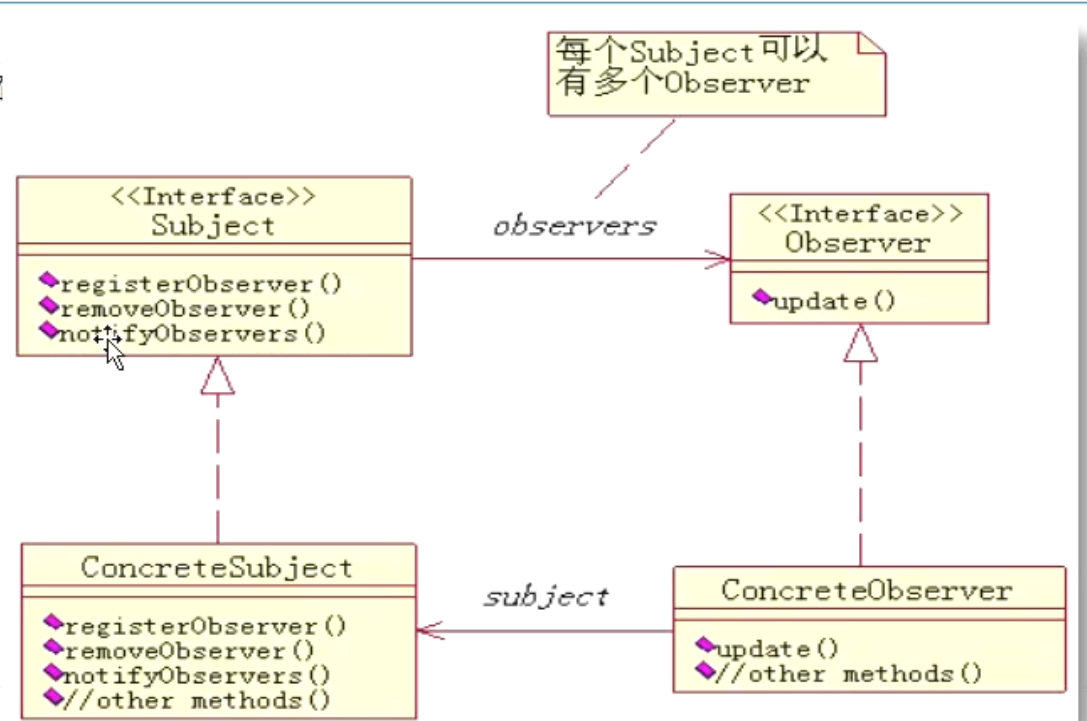 每个Subject可以
有多个Observer
<<Interface>>
Subject
registerObserver()
removeObserver()
notifyObservers()
observers
<<Interface>>
Observer
update()
ConcreteSubject
registerObserver()
removeObserver()
notifyObservers()
//other methods()
subject
ConcreteObserver
update()
//other methods()